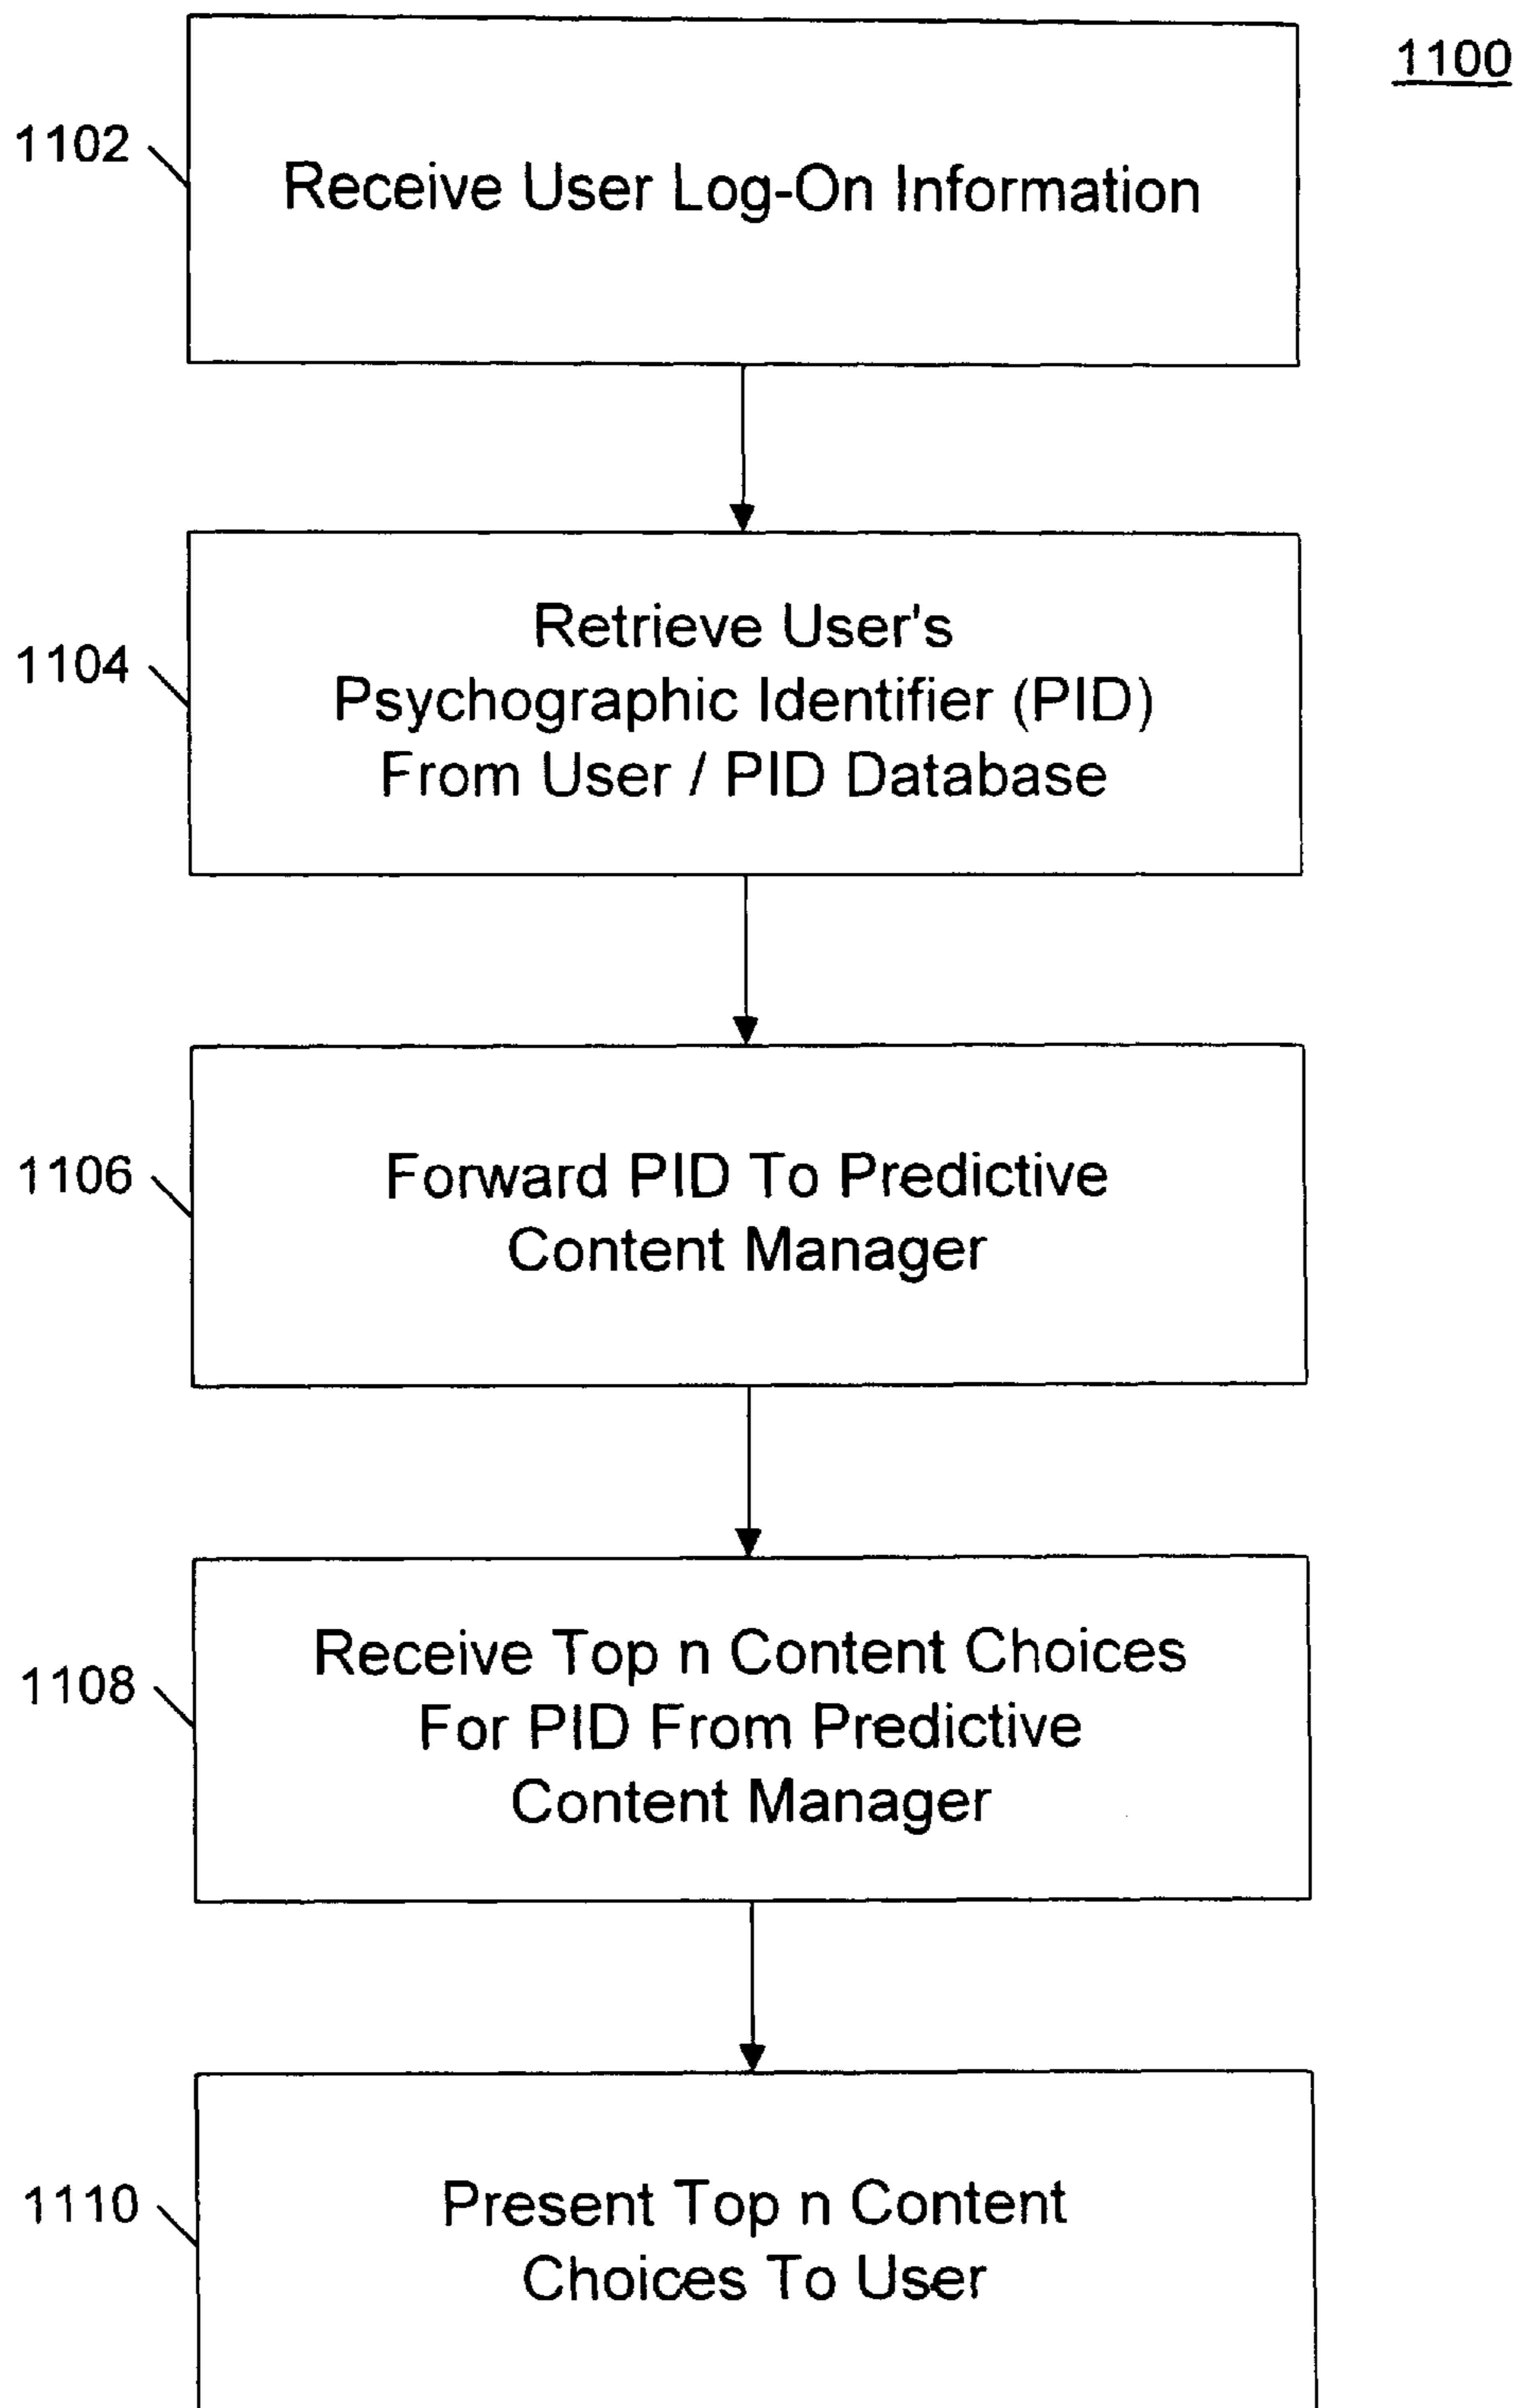 1100
1102
Receive User Log-On Information
1104
Retrieve User's
Psychographic Identifier (PID)
From User / PID Database
1106
Forward PID To Predictive
Content Manager
1108
Receive Top n Content Choices
For PID From Predictive
Content Manager
1110
Present Top n Content
Choices To User